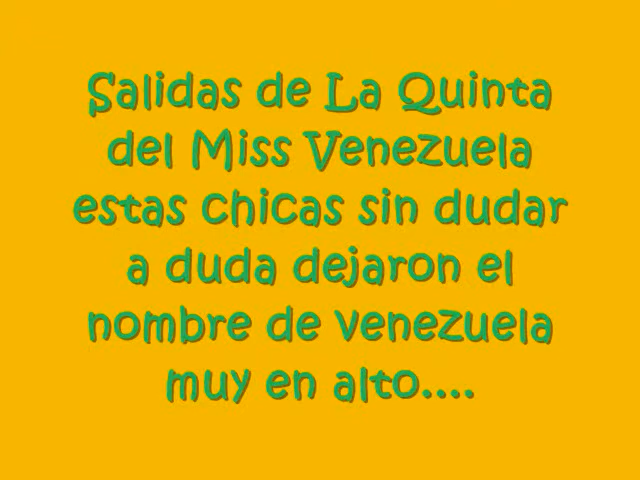 Salidas de La Quinta
del Miss Venezuela
estas chicas sin dudar
a duda dejaron el
nombre de venezuela
muy en alto....